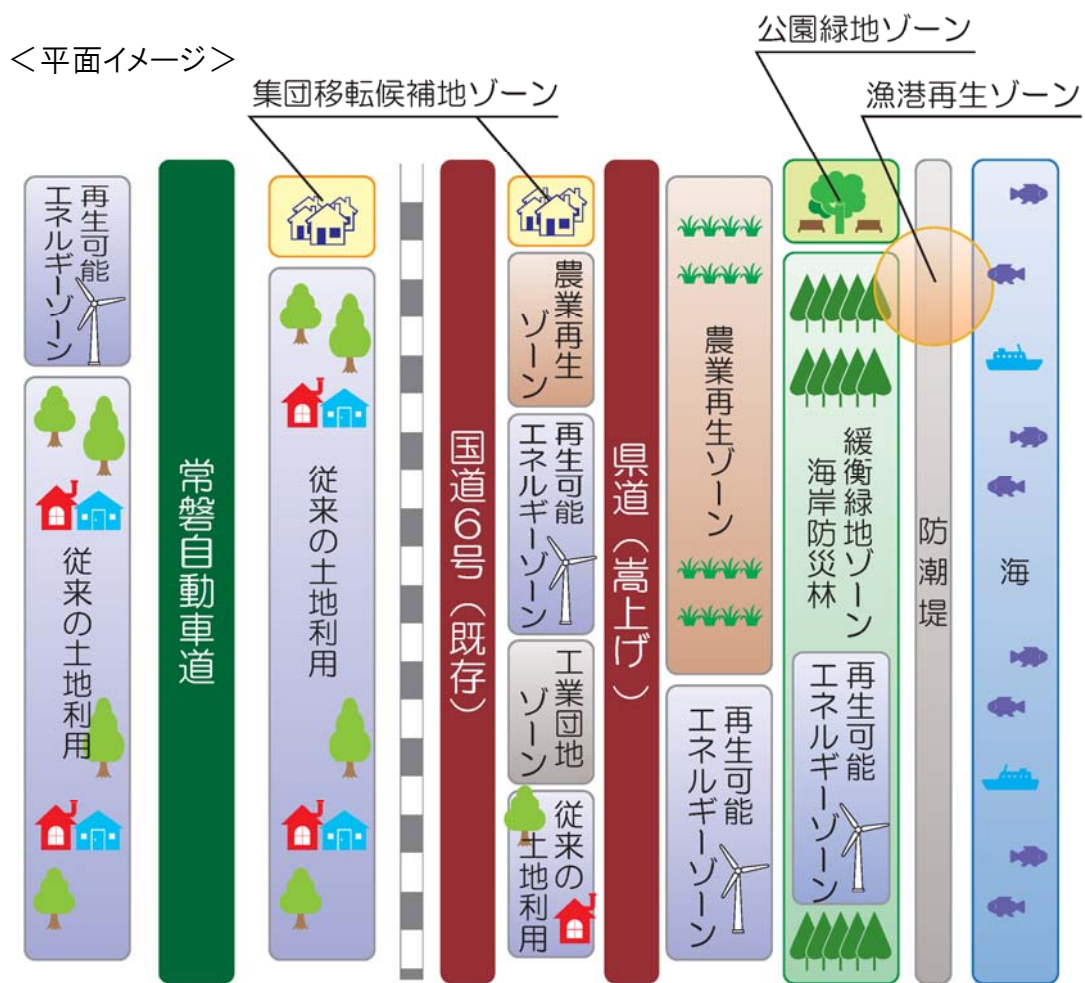 ＜平面イメージ＞
公園緑地ゾーン
集団移転候補地ゾーン
漁港再生ゾーン
再生可能
エネルギーゾーン
従来の土地利用
常磐自動車道
従来の土地利用
国道６号（既存）
農業再生
ゾーン
再生可能
エネルギーゾーン
工業団地
ゾーン
従来の
土地利用
県道（嵩上げ）
農業再生ゾーン
再生可能
エネルギーゾーン
緩衝緑地ゾーン
海岸防災林
再生可能
エネルギーゾーン
防潮堤
海